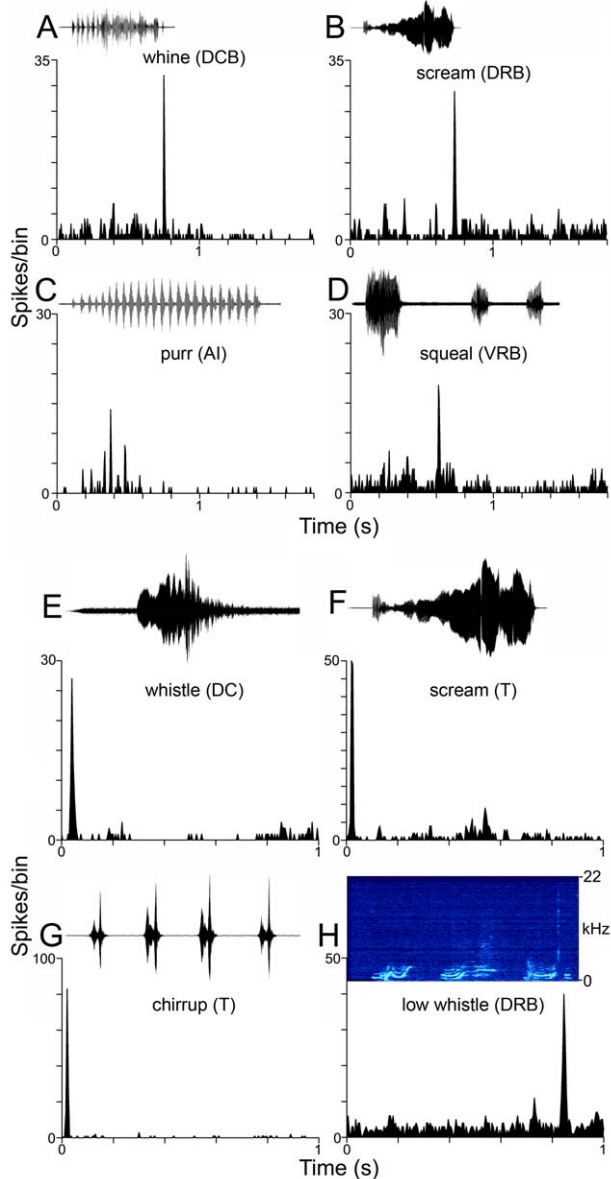 A
B
whine (DCB)
scream (DRB)
35
35
0
0
0
1
0
1
C
D
purr (AI)
squeal (VRB)
30
30
0
0
0
1
0
1
Spikes/bin
Time (s)
E
F
whistle (DC)
scream (T)
30
50
0
0
0
1
0
1
G
H
22
kHz
0
chirrup (T)
low whistle (DRB)
100
50
0
0
0
1
0
1
Spikes/bin
Time (s)